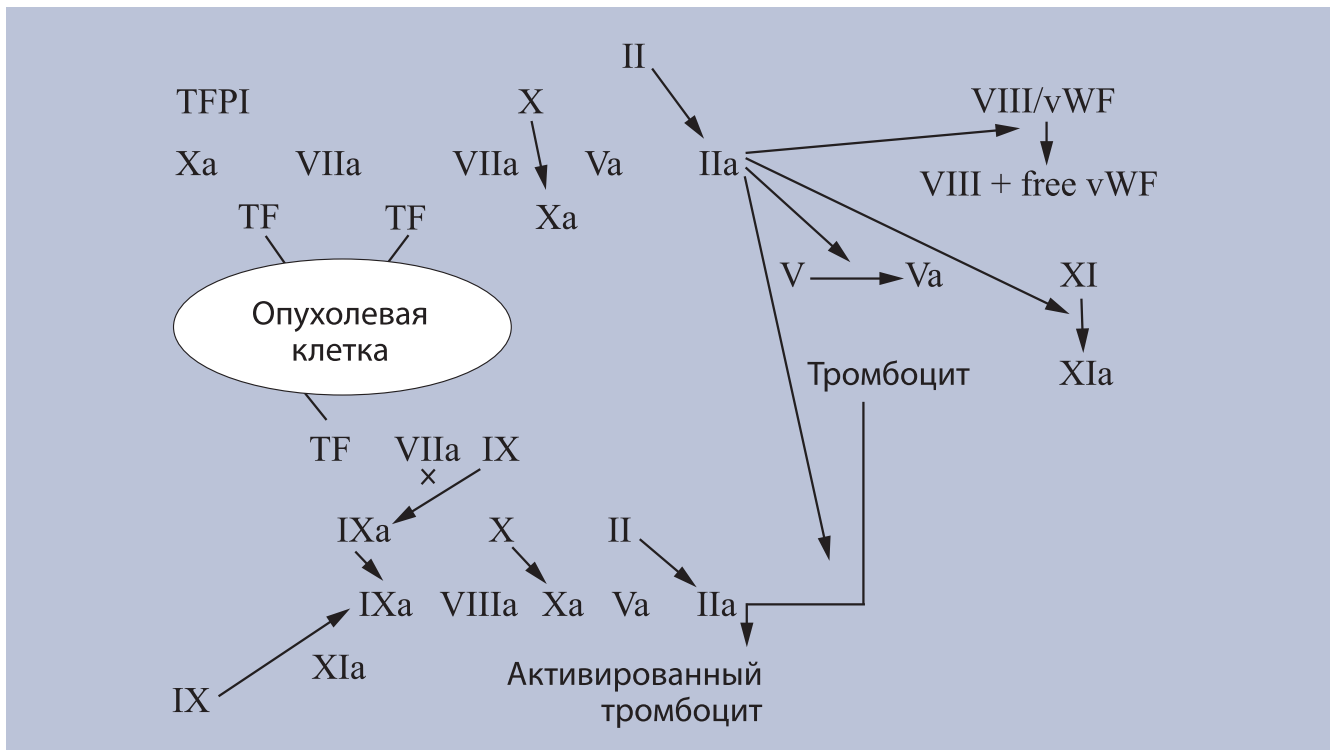 II
TFPI X VIII/vWF
Xa VIIa VIIa Va IIa
VIII + free vWF
TF TF Xa
V Va XI
Опухолевая
клетка
Тромбоцит XIa
TF VIIa IX
x
IXa X II
IXa VIIIa Xa Va IIa
XIa
IX
Активированный
тромбоцит